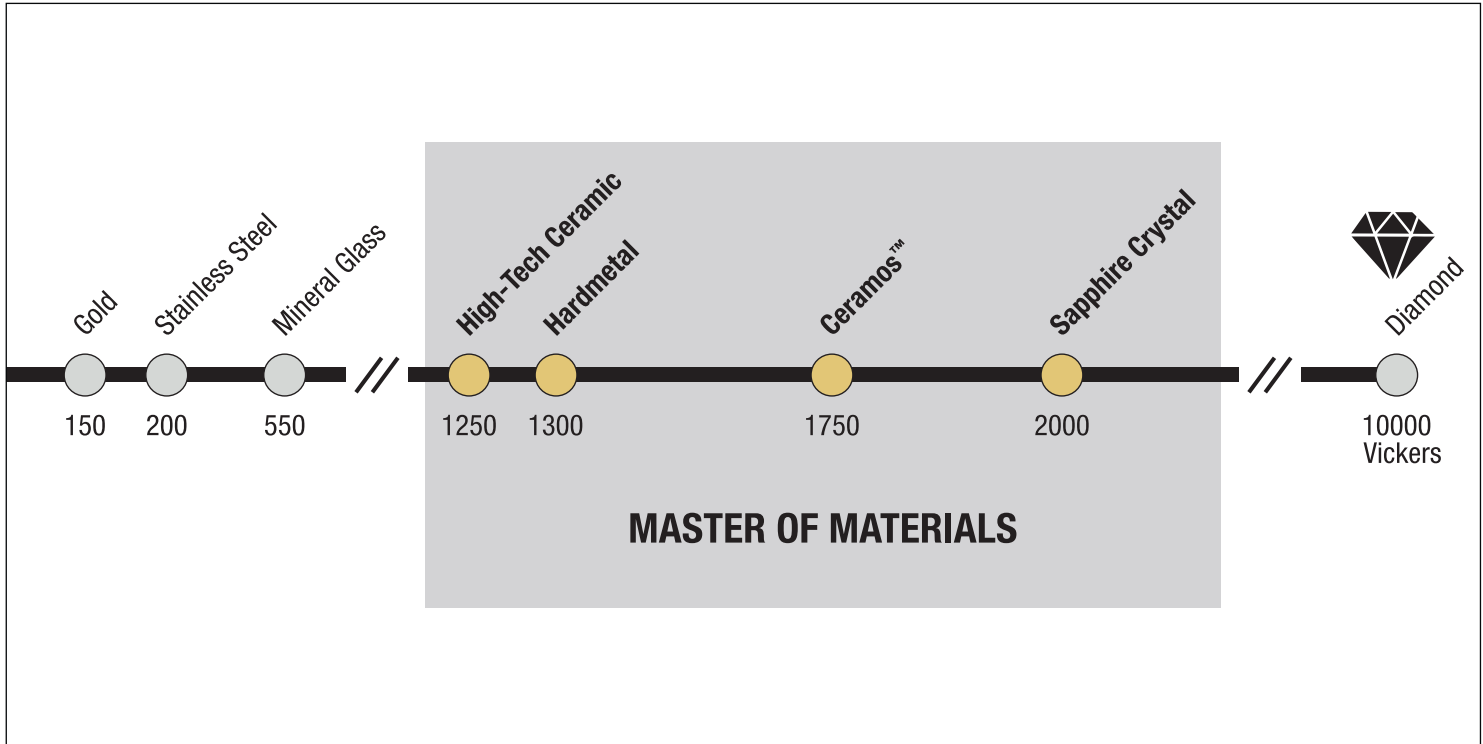 Gold
Stainless Steel
Mineral Glass
High-Tech Ceramic
Hardmetal
Ceramos™
Sapphire Crystal
Diamond
150
200
550
1250
1300
1750
2000
10000
Vickers
MASTER OF MATERIALS